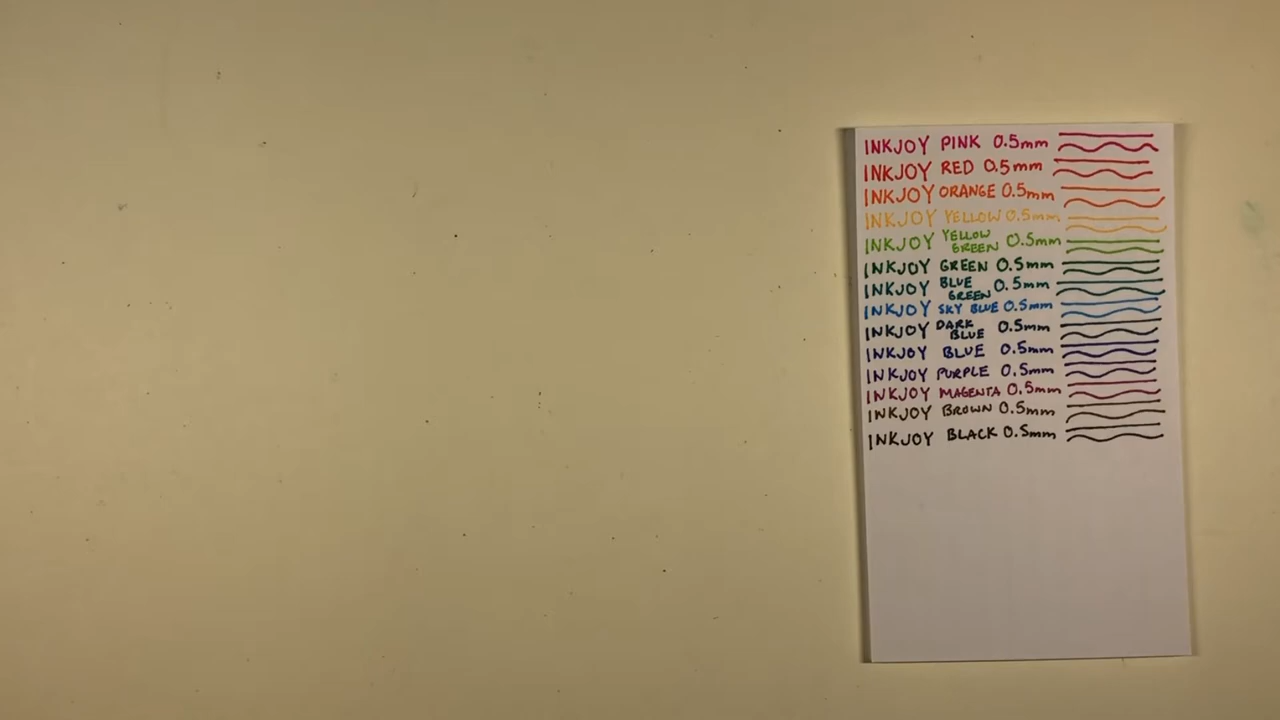 INKJOY PINK 0.5mm
INKJOY RED 0.5mm
INKJOY ORANGE 0.5mm
INKJOY YELLOW 0.5mm
INKJOY YELLOW GREEN 0.5mm
INKJOY GREEN 0.5mm
INKJOY BLUE GREEN 0.5mm
INKJOY SKY BLUE 0.5mm
INKJOY DARK BLUE 0.5mm
INKJOY BLUE 0.5mm
INKJOY PURPLE 0.5mm
INKJOY MAGENTA 0.5mm
INKJOY BROWN 0.5mm
INKJOY BLACK 0.5mm